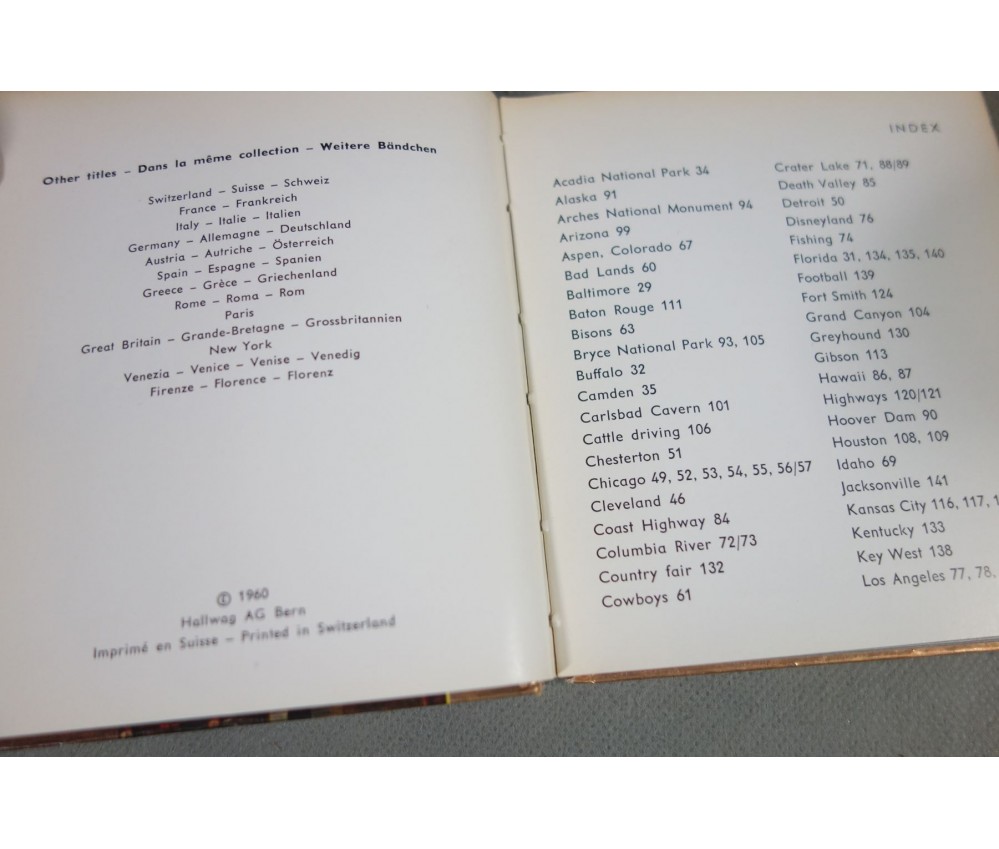 Other titles – Dans la même collection – Weitere Bändchen
Switzerland – Suisse – Schweiz
France – Frankreich
Italy – Italie – Italien
Germany – Allemagne – Deutschland
Austria – Autriche – Österreich
Spain – Espagne – Spanien
Greece – Grèce – Griechenland
Rome – Roma – Rom
Paris
Great Britain – Grande-Bretagne – Grossbritannien
New York
Venezia – Venice – Venise – Venedig
Firenze – Florence – Florenz
© 1960
Hallwag AG Bern
Imprimé en Suisse – Printed in Switzerland
INDEX
Acadia National Park 34
Alaska 91
Arches National Monument 94
Arizona 99
Aspen, Colorado 67
Bad Lands 60
Baltimore 29
Baton Rouge 111
Bisons 63
Bryce National Park 93, 105
Buffalo 32
Camden 35
Carlsbad Cavern 101
Cattle driving 106
Chesterton 51
Chicago 49, 52, 53, 54, 55, 56/57
Cleveland 46
Coast Highway 84
Columbia River 72/73
Country fair 132
Cowboys 61
Crater Lake 71, 88/89
Death Valley 85
Detroit 50
Disneyland 76
Fishing 74
Florida 31, 134, 135, 140
Football 139
Fort Smith 124
Grand Canyon 104
Greyhound 130
Gibson 113
Hawaii 86, 87
Highways 120/121
Hoover Dam 90
Houston 108, 109
Idaho 69
Jacksonville 141
Kansas City 116, 117, 1
Kentucky 133
Key West 138
Los Angeles 77, 78,